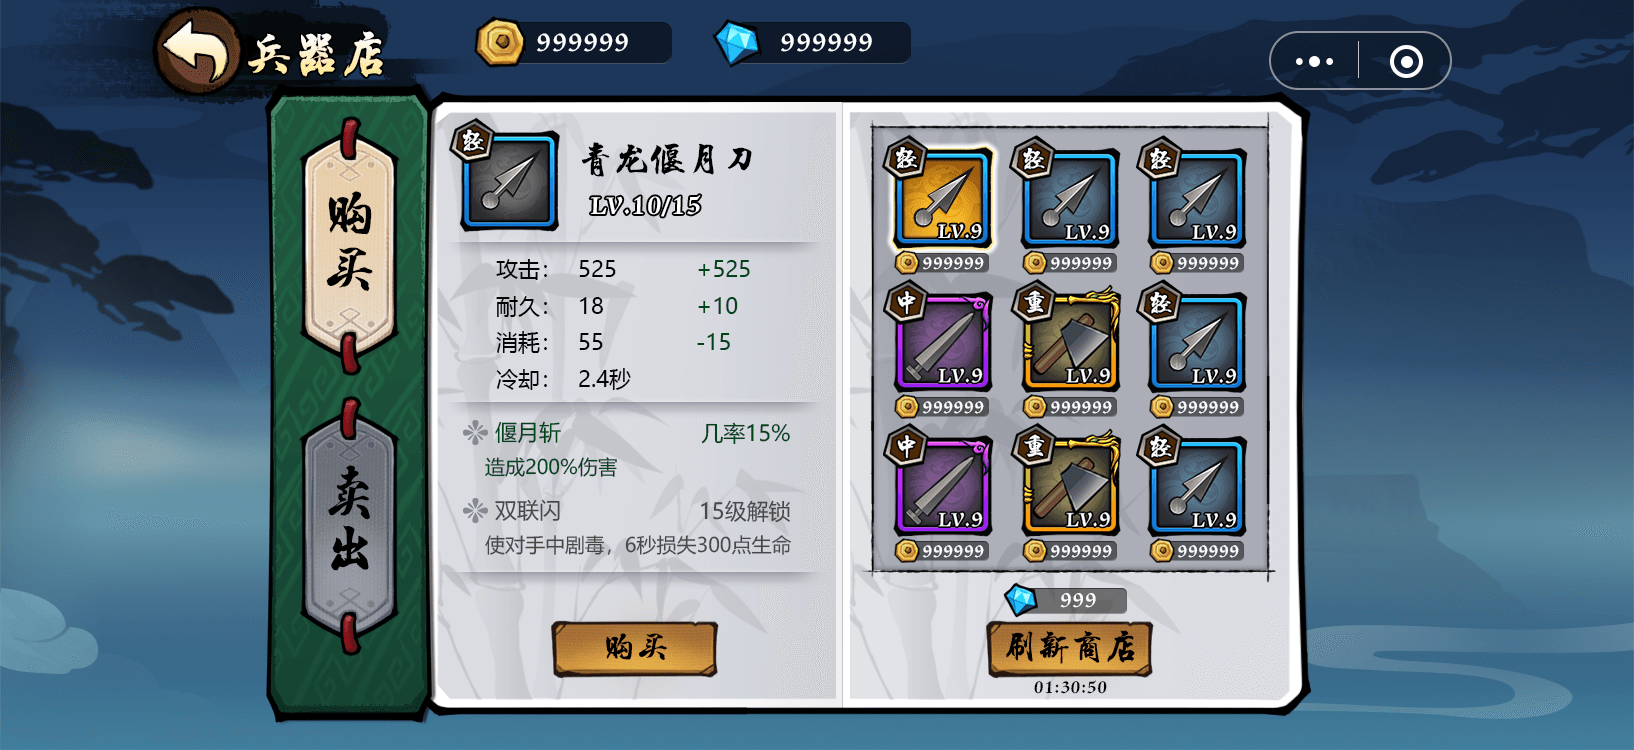 兵器店
999999
999999
购买
卖出
轻
青龙偃月刀
LV.10/15
攻击： 525 +525
耐久： 18 +10
消耗： 55 -15
冷却： 2.4秒
偃月斩 几率15%
造成200%伤害
双联闪 15级解锁
使对手中剧毒，6秒损失300点生命
购买
轻 轻 轻
LV.9 LV.9 LV.9
999999 999999 999999
中 重 轻
LV.9 LV.9 LV.9
999999 999999 999999
中 重 轻
LV.9 LV.9 LV.9
999999 999999 999999
999
刷新商店
01:30:50